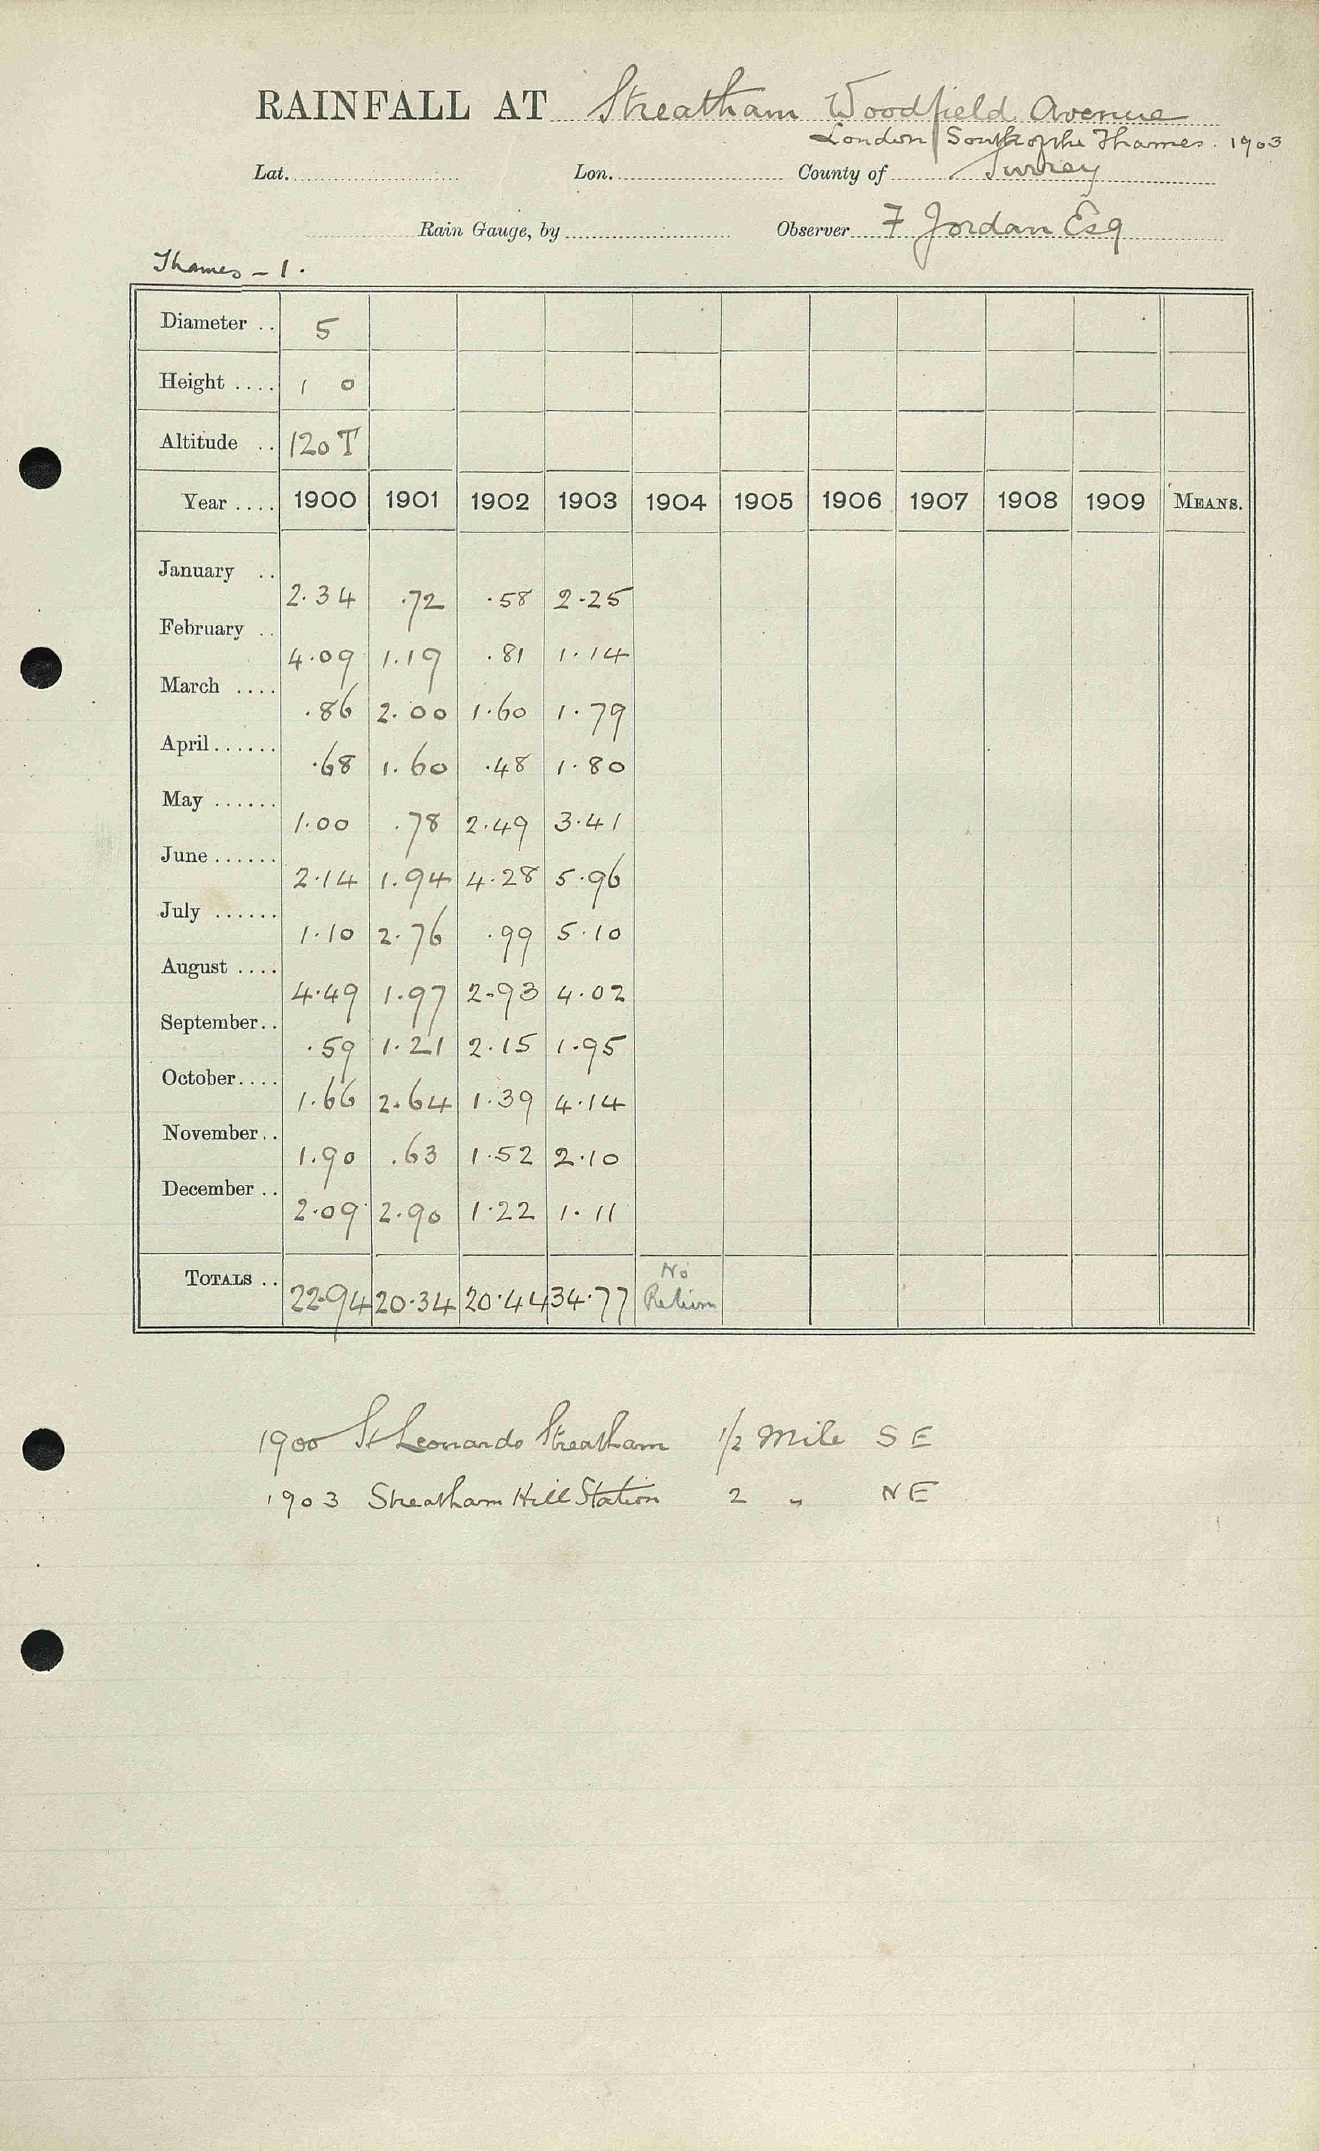 RAINFALL AT Streatham Woodfield Avenue
London South of the Thames. 1903
Lat. Lon. County of Surrey
Rain Gauge, by Observer F Jordan Esq
Thames - 1.
Diameter .. 5
Height .... 1 0
Altitude .. 120 T
Year .... 1900 1901 1902 1903 1904 1905 1906 1907 1908 1909 MEANS.
January .. 2.34 .72 .58 2.25
February .. 4.09 1.19 .81 1.14
March .... .86 2.00 1.60 1.79
April...... .68 1.60 .48 1.80
May ...... 1.00 .78 2.49 3.41
June...... 2.14 1.94 4.28 5.96
July ...... 1.10 2.76 .99 5.10
August .... 4.49 1.97 2.93 4.02
September.. .59 1.21 2.15 1.95
October.... 1.66 2.64 1.39 4.14
November.. 1.90 .63 1.52 2.10
December .. 2.09 2.90 1.22 1.11
TOTALS .. 22.94 20.34 20.44 34.77 No Return
1900 St Leonards Streatham 1/2 Mile S E
1903 Streatham Hill Station 2 " N E